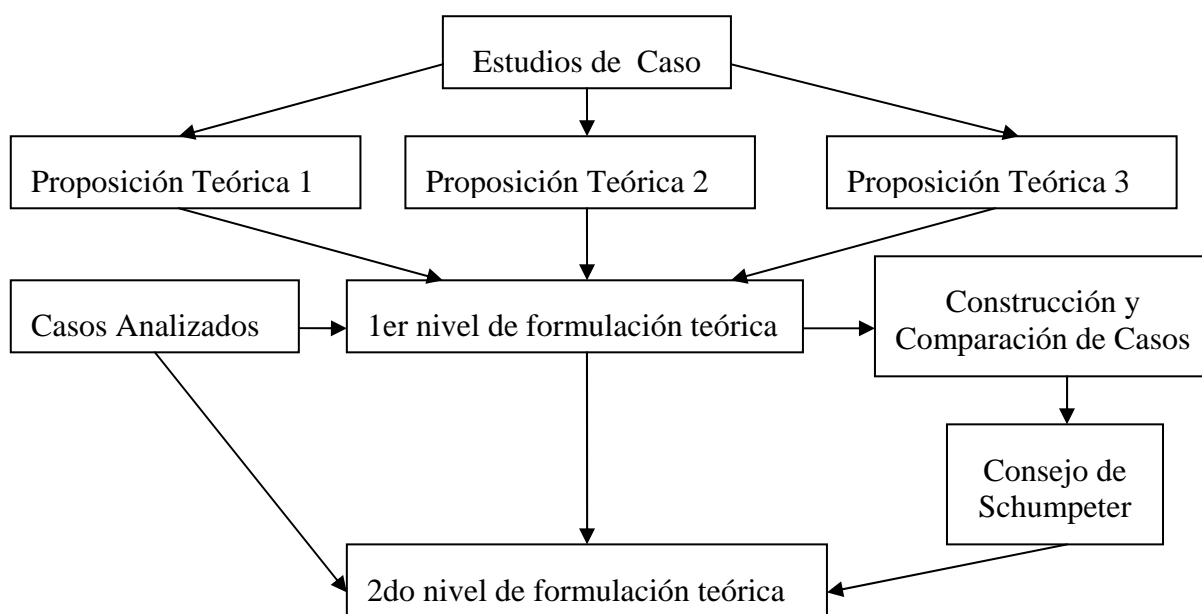 Estudios de Caso
Proposición Teórica 1
Proposición Teórica 2
Proposición Teórica 3
Casos Analizados
1er nivel de formulación teórica
Construcción y
Comparación de Casos
Consejo de
Schumpeter
2do nivel de formulación teórica